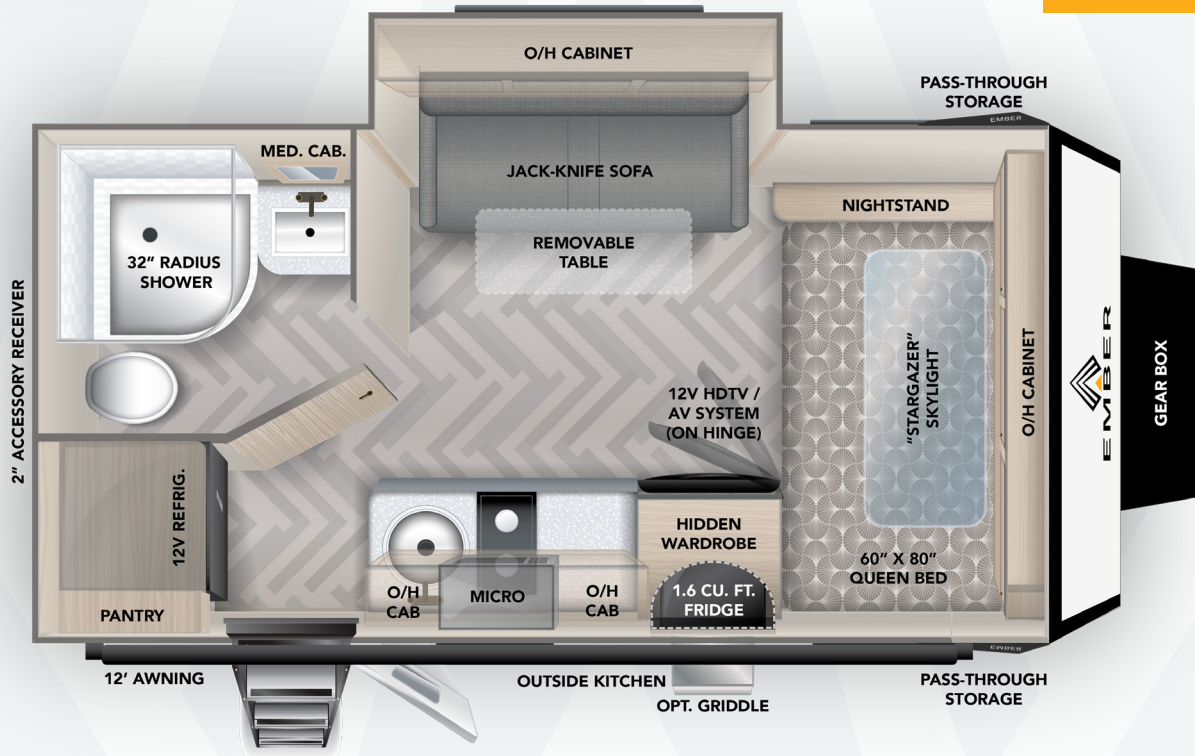 O/H CABINET
PASS-THROUGH
STORAGE
EMBER
MED. CAB.
JACK-KNIFE SOFA
NIGHTSTAND
REMOVABLE
TABLE
32” RADIUS
SHOWER
2” ACCESSORY RECEIVER
“STARGAZER”
SKYLIGHT
O/H CABINET
EMBER
GEAR BOX
12V HDTV /
AV SYSTEM
(ON HINGE)
12V REFRIG.
HIDDEN
WARDROBE
60” X 80”
QUEEN BED
O/H
CAB
MICRO
O/H
CAB
1.6 CU. FT.
FRIDGE
PANTRY
EMBER
12’ AWNING
OUTSIDE KITCHEN
OPT. GRIDDLE
PASS-THROUGH
STORAGE